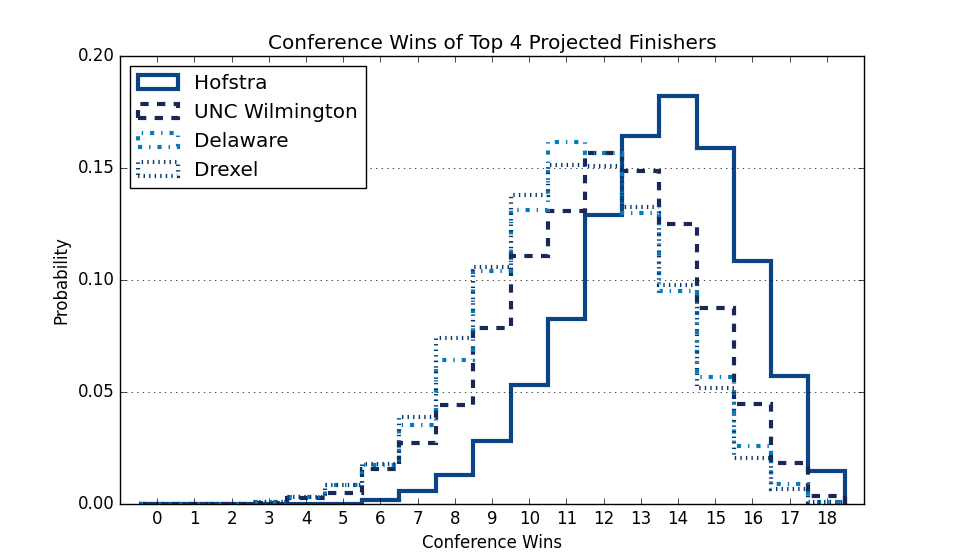 Conference Wins of Top 4 Projected Finishers
0.20
Hofstra
UNC Wilmington
Delaware
Drexel
0.15
0.10
0.05
0.00
Probability
0 1 2 3 4 5 6 7 8 9 10 11 12 13 14 15 16 17 18
Conference Wins